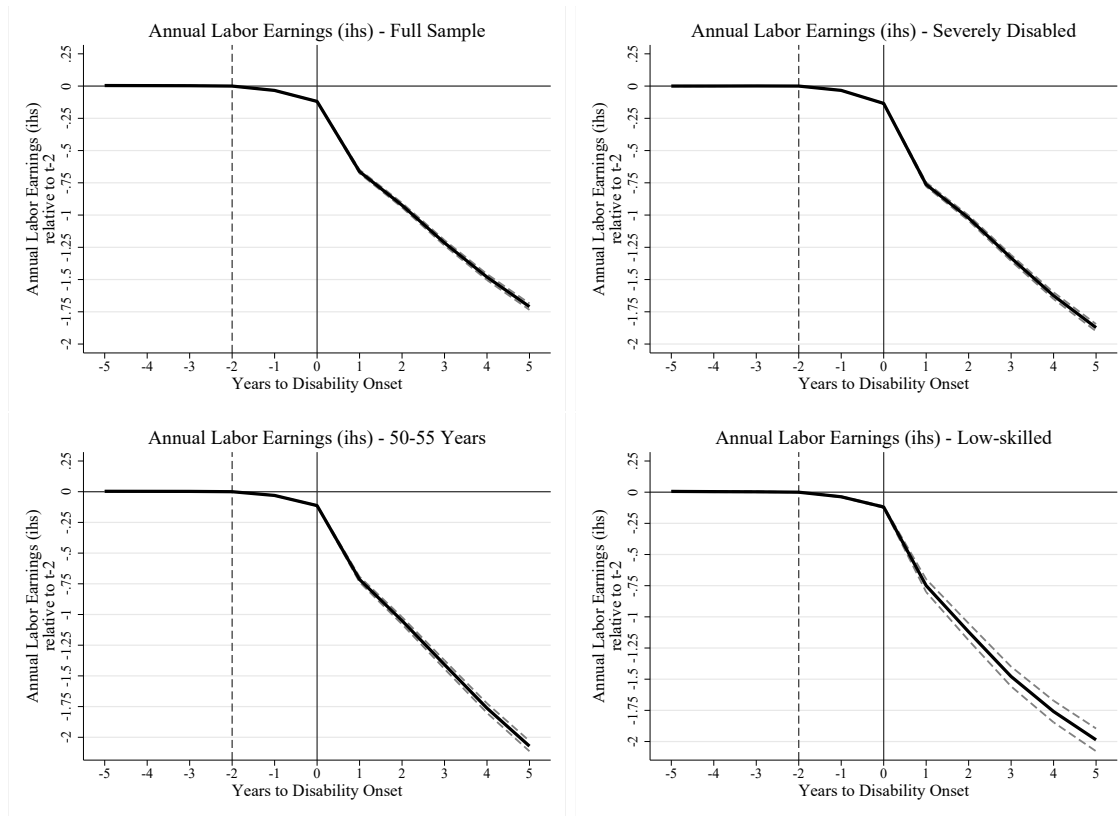 Annual Labor Earnings (ihs) - Full Sample
Annual Labor Earnings (ihs)
relative to t-2
.25
0
-.25
-.5
-.75
-1
-1.25
-1.5
-1.75
-2
-5 -4 -3 -2 -1 0 1 2 3 4 5
Years to Disability Onset
Annual Labor Earnings (ihs) - Severely Disabled
Annual Labor Earnings (ihs)
relative to t-2
.25
0
-.25
-.5
-.75
-1
-1.25
-1.5
-1.75
-2
-5 -4 -3 -2 -1 0 1 2 3 4 5
Years to Disability Onset
Annual Labor Earnings (ihs) - 50-55 Years
Annual Labor Earnings (ihs)
relative to t-2
.25
0
-.25
-.5
-.75
-1
-1.25
-1.5
-1.75
-2
-5 -4 -3 -2 -1 0 1 2 3 4 5
Years to Disability Onset
Annual Labor Earnings (ihs) - Low-skilled
Annual Labor Earnings (ihs)
relative to t-2
.25
0
-.25
-.5
-.75
-1
-1.25
-1.5
-1.75
-2
-5 -4 -3 -2 -1 0 1 2 3 4 5
Years to Disability Onset